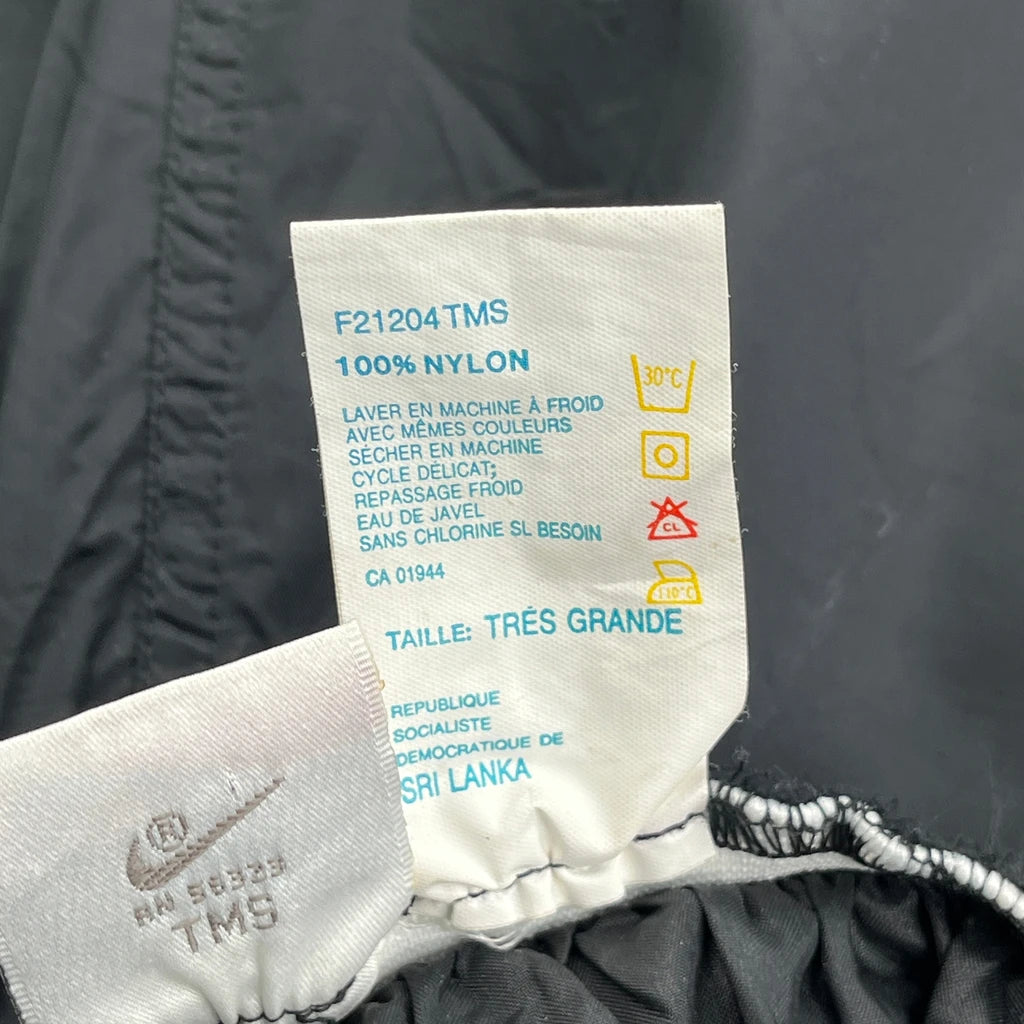 F21204TMS
100% NYLON
30°C
LAVER EN MACHINE À FROID
AVEC MÊMES COULEURS
SÉCHER EN MACHINE
CYCLE DÉLICAT;
REPASSAGE FROID
EAU DE JAVEL
SANS CHLORINE SL BESOIN
CL
CA 01944
110°C
TAILLE: TRÉS GRANDE
REPUBLIQUE
SOCIALISTE
DEMOCRATIQUE DE
SRI LANKA
RN 56323
TMS